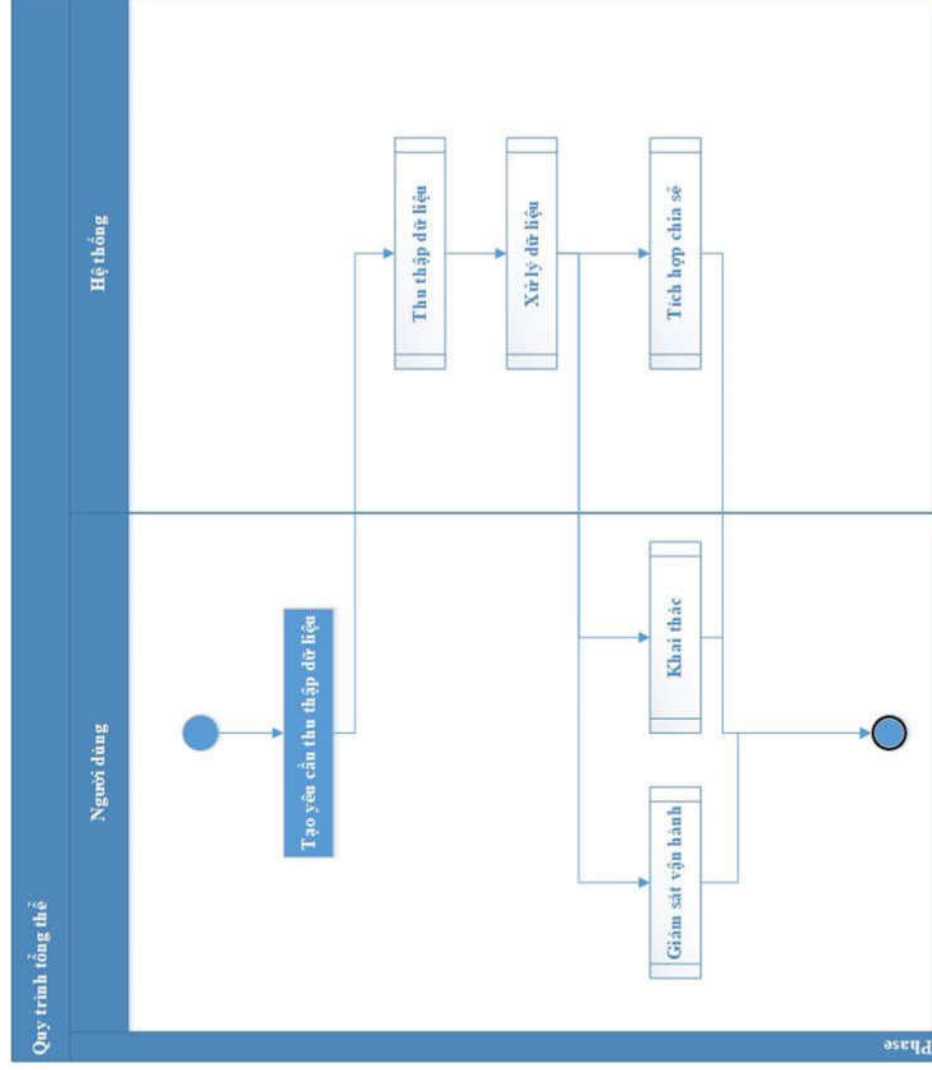 Quy trình tổng thể
Người dùng
Hệ thống
Tạo yêu cầu thu thập dữ liệu
Thu thập dữ liệu
Xử lý dữ liệu
Giám sát vận hành
Khai thác
Tích hợp chia sẻ
Phase